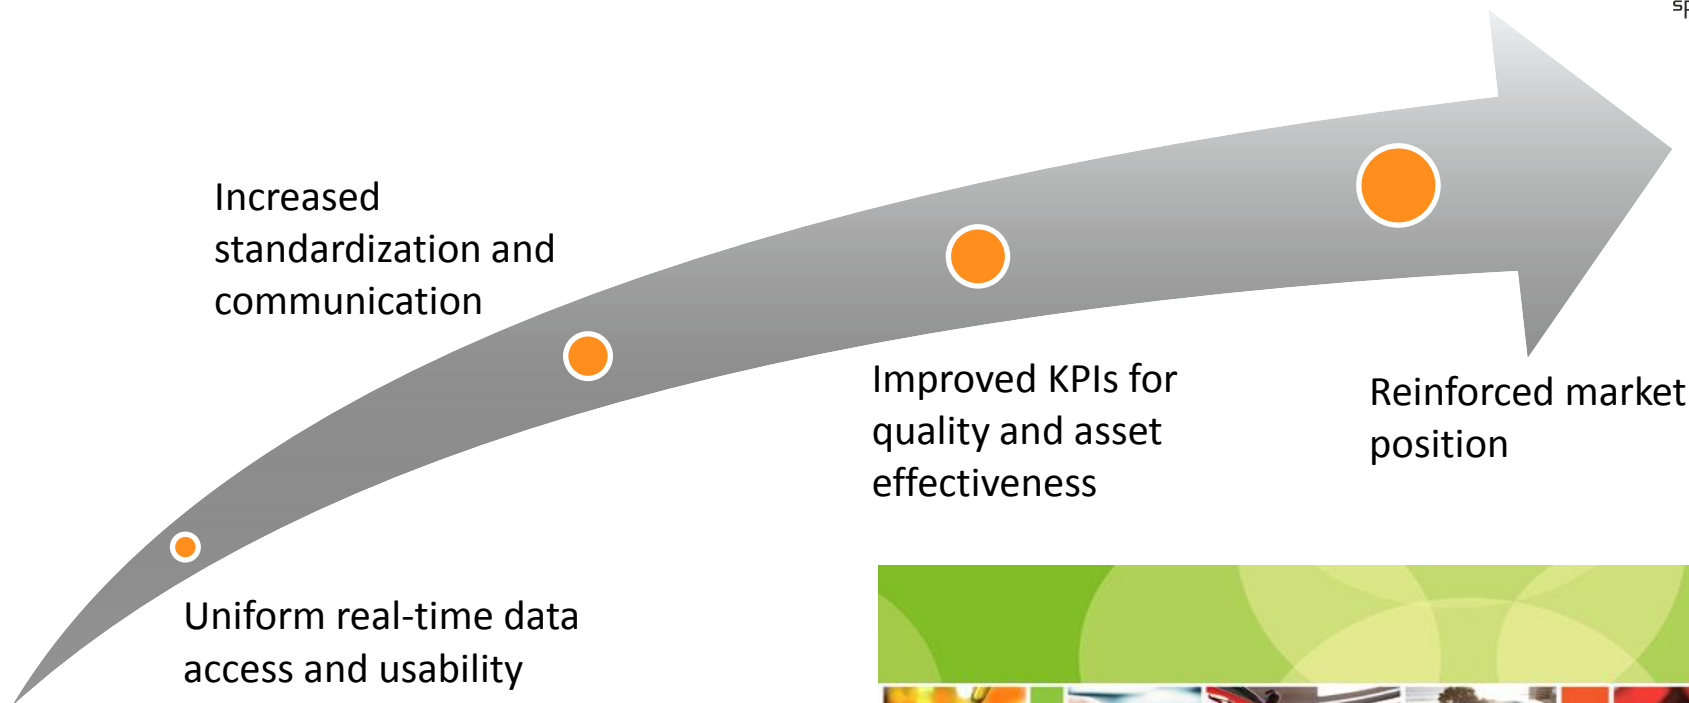 Increased
standardization and
communication
Improved KPIs for
quality and asset
effectiveness
Reinforced market
position
Uniform real-time data
access and usability